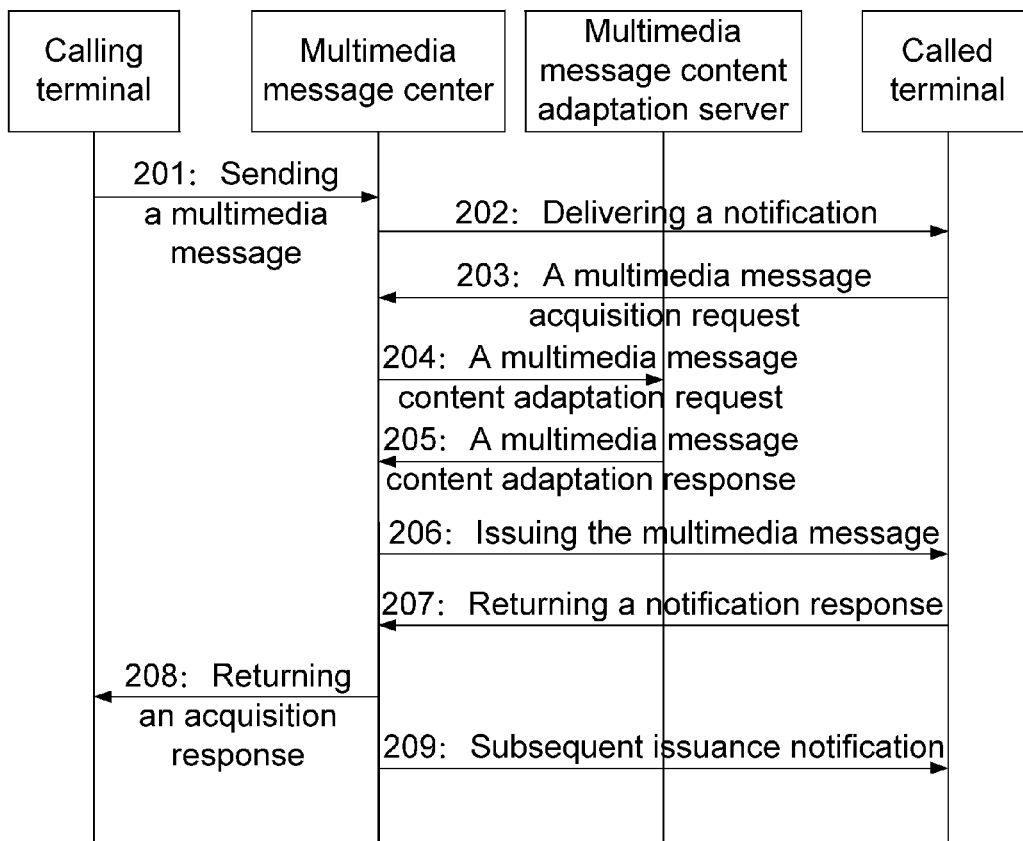 Calling
terminal
Multimedia
message center
Multimedia
message content
adaptation server
Called
terminal
201: Sending
a multimedia
message
202: Delivering a notification
203: A multimedia message
acquisition request
204: A multimedia message
content adaptation request
205: A multimedia message
content adaptation response
206: Issuing the multimedia message
207: Returning a notification response
208: Returning
an acquisition
response
209: Subsequent issuance notification